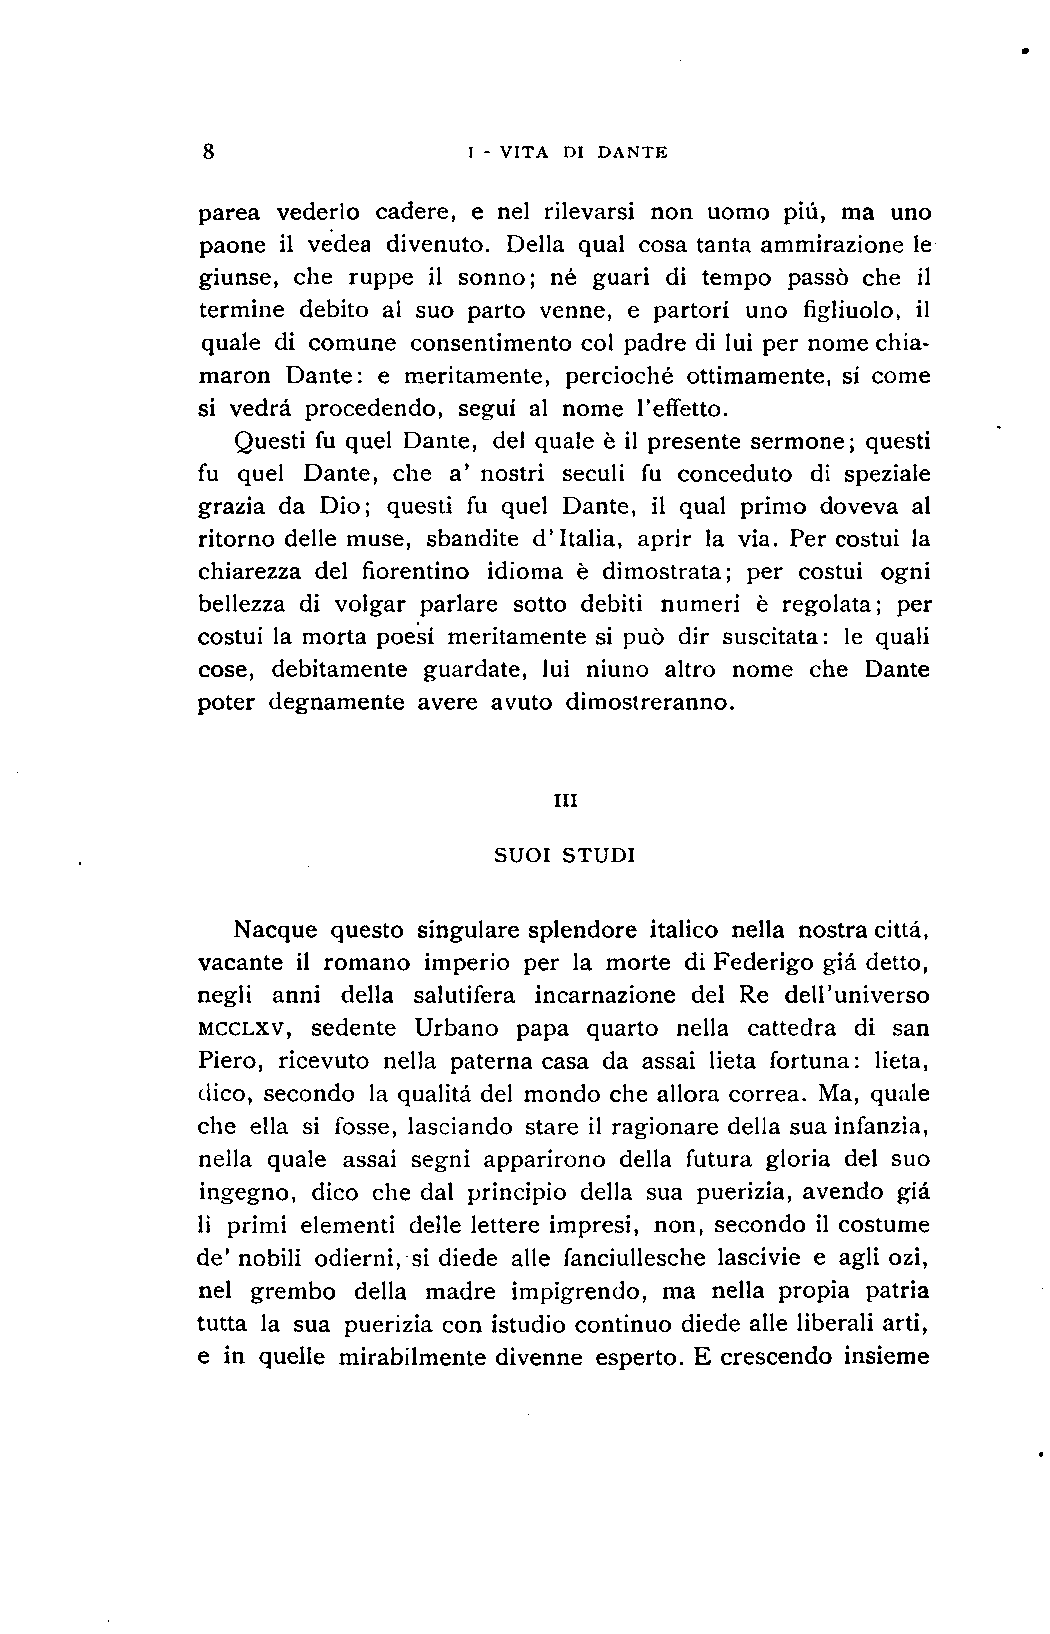 8 I - VITA DI DANTE
parea vederlo cadere, e nel rilevarsi non uomo piú, ma uno
paone il vedea divenuto. Della qual cosa tanta ammirazione le
giunse, che ruppe il sonno; né guari di tempo passò che il
termine debito al suo parto venne, e partorí uno figliuolo, il
quale di comune consentimento col padre di lui per nome chia-
maron Dante: e meritamente, percioché ottimamente, sí come
si vedrá procedendo, seguí al nome l'effetto.
Questi fu quel Dante, del quale è il presente sermone; questi
fu quel Dante, che a' nostri seculi fu conceduto di speziale
grazia da Dio; questi fu quel Dante, il qual primo doveva al
ritorno delle muse, sbandite d'Italia, aprir la via. Per costui la
chiarezza del fiorentino idioma è dimostrata; per costui ogni
bellezza di volgar parlare sotto debiti numeri è regolata; per
costui la morta poesí meritamente si può dir suscitata: le quali
cose, debitamente guardate, lui niuno altro nome che Dante
poter degnamente avere avuto dimostreranno.
III
SUOI STUDI
Nacque questo singulare splendore italico nella nostra cittá,
vacante il romano imperio per la morte di Federigo giá detto,
negli anni della salutifera incarnazione del Re dell'universo
MCCLXV, sedente Urbano papa quarto nella cattedra di san
Piero, ricevuto nella paterna casa da assai lieta fortuna: lieta,
dico, secondo la qualitá del mondo che allora correa. Ma, quale
che ella si fosse, lasciando stare il ragionare della sua infanzia,
nella quale assai segni apparirono della futura gloria del suo
ingegno, dico che dal principio della sua puerizia, avendo giá
li primi elementi delle lettere impresi, non, secondo il costume
de' nobili odierni, si diede alle fanciullesche lascivie e agli ozi,
nel grembo della madre impigrendo, ma nella propia patria
tutta la sua puerizia con istudio continuo diede alle liberali arti,
e in quelle mirabilmente divenne esperto. E crescendo insieme